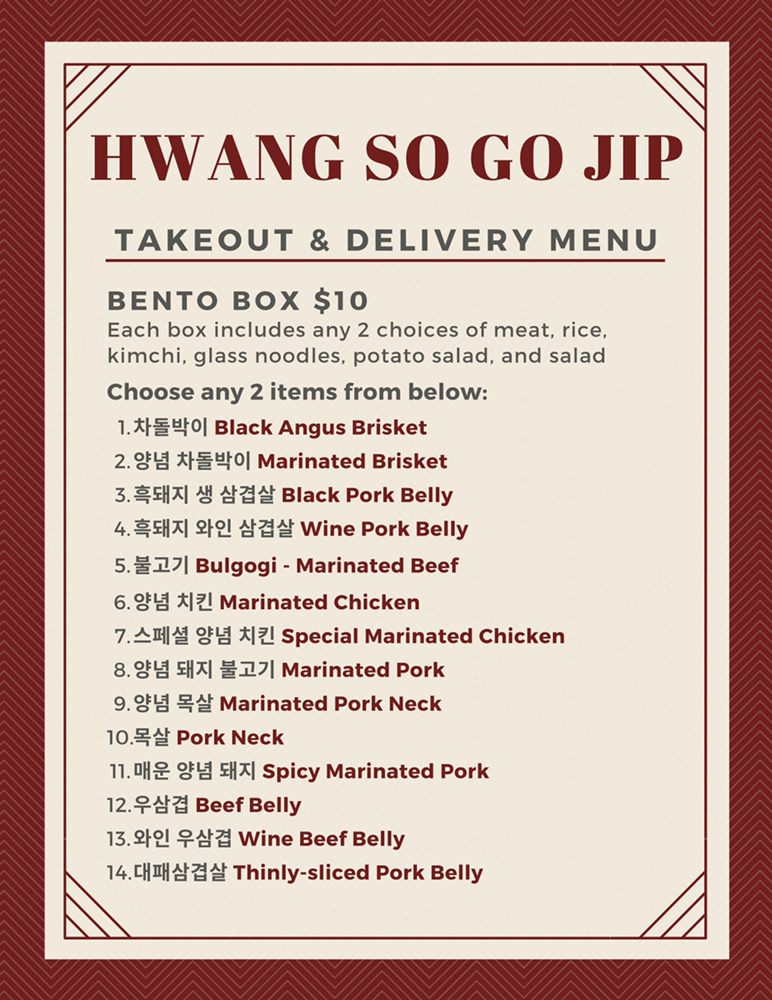 HWANG SO GO JIP
TAKEOUT & DELIVERY MENU
BENTO BOX $10
Each box includes any 2 choices of meat, rice,
kimchi, glass noodles, potato salad, and salad
Choose any 2 items from below:
1. 차돌박이 Black Angus Brisket
2. 양념 차돌박이 Marinated Brisket
3. 흑돼지 생 삼겹살 Black Pork Belly
4. 흑돼지 와인 삼겹살 Wine Pork Belly
5. 불고기 Bulgogi - Marinated Beef
6. 양념 치킨 Marinated Chicken
7. 스페셜 양념 치킨 Special Marinated Chicken
8. 양념 돼지 불고기 Marinated Pork
9. 양념 목살 Marinated Pork Neck
10. 목살 Pork Neck
11. 매운 양념 돼지 Spicy Marinated Pork
12. 우삼겹 Beef Belly
13. 와인 우삼겹 Wine Beef Belly
14. 대패삼겹살 Thinly-sliced Pork Belly